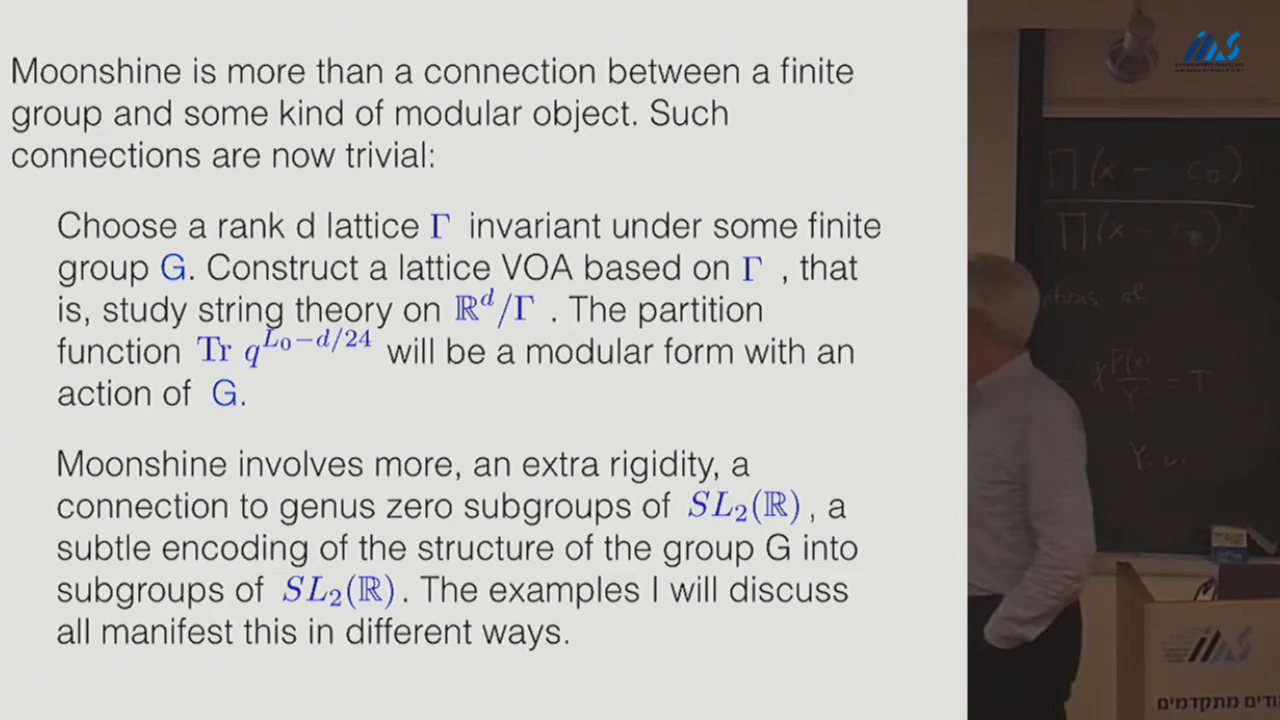 Moonshine is more than a connection between a finite
group and some kind of modular object. Such
connections are now trivial:
Choose a rank d lattice Γ invariant under some finite
group G. Construct a lattice VOA based on Γ , that
is, study string theory on ℝ^d/Γ . The partition
function Tr q^{L_0−d/24} will be a modular form with an
action of G.
Moonshine involves more, an extra rigidity, a
connection to genus zero subgroups of SL_2(ℝ), a
subtle encoding of the structure of the group G into
subgroups of SL_2(ℝ). The examples I will discuss
all manifest this in different ways.
∏(x - c_0)
∏(x -
P(x)
= T
ודים מתקדמים